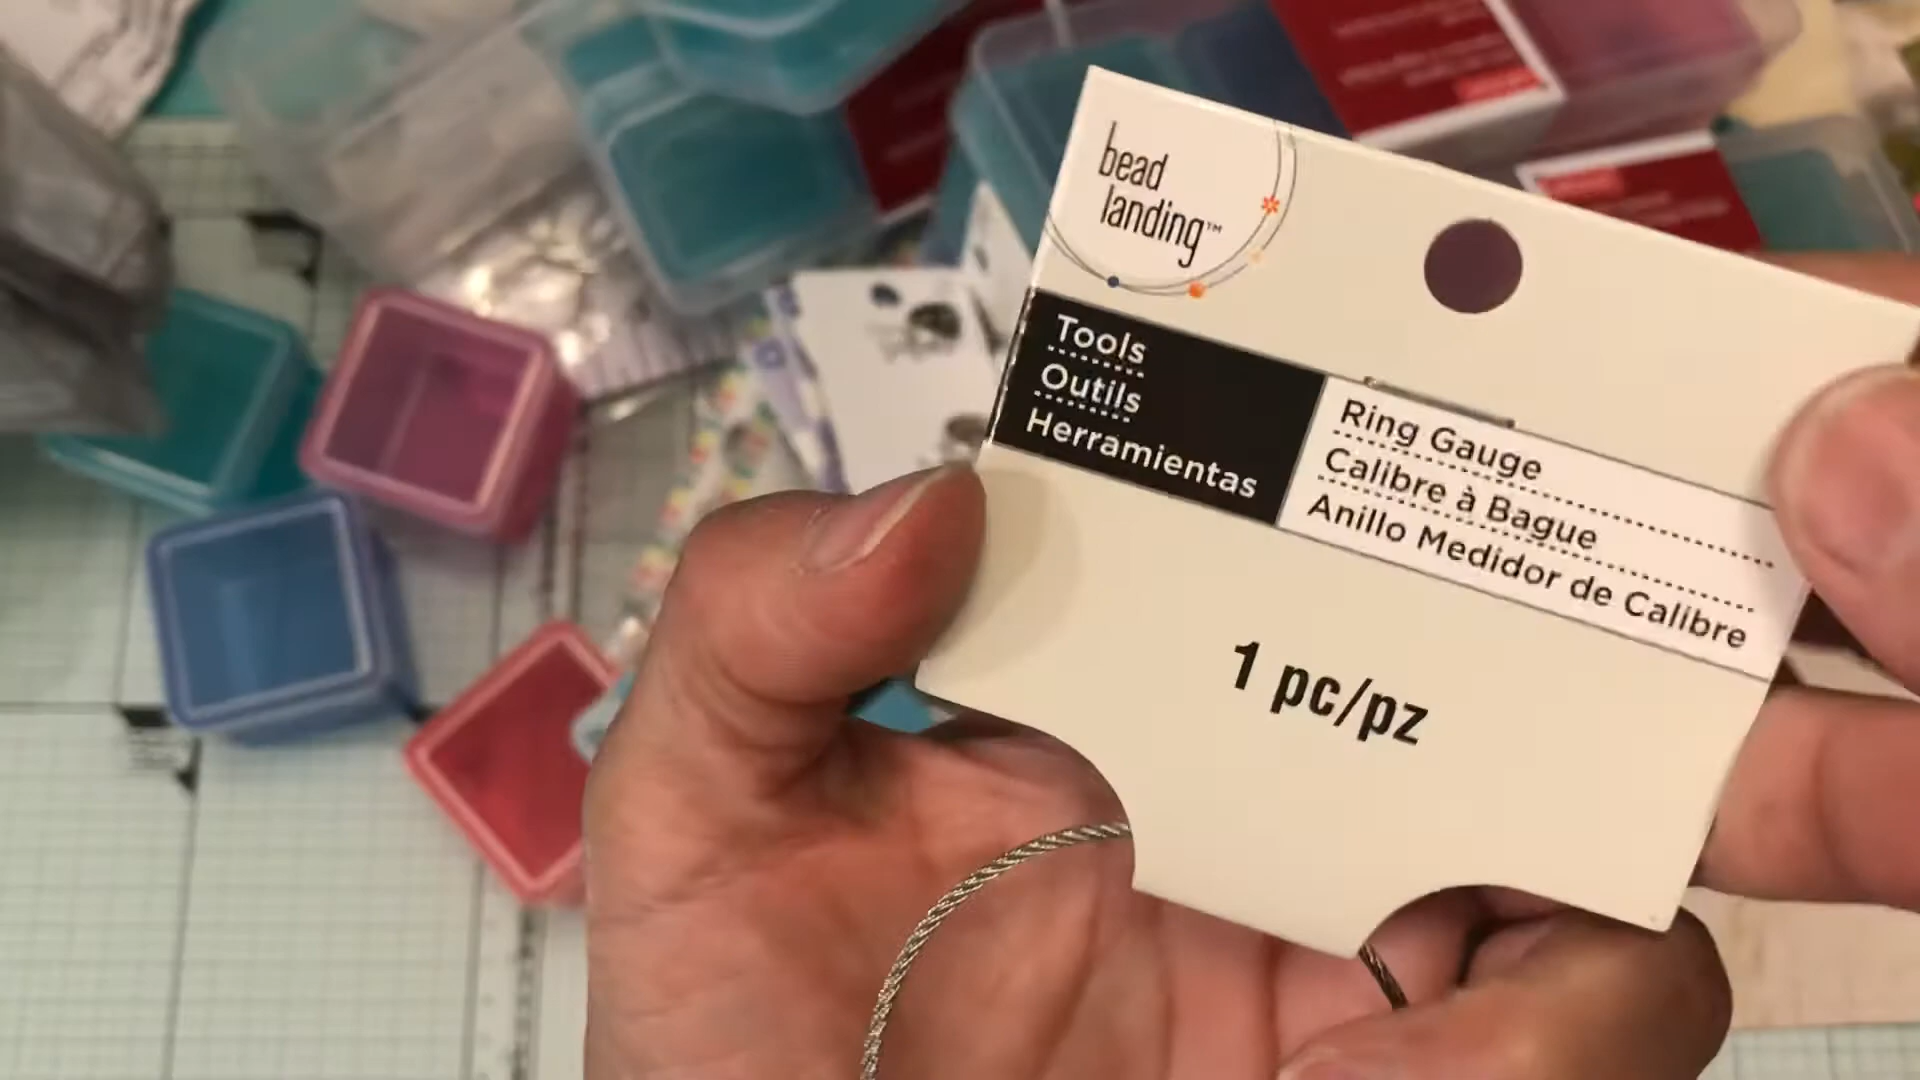 bead
landing™
Tools
Outils
Herramientas
Ring Gauge
Calibre à Bague
Anillo Medidor de Calibre
1 pc/pz